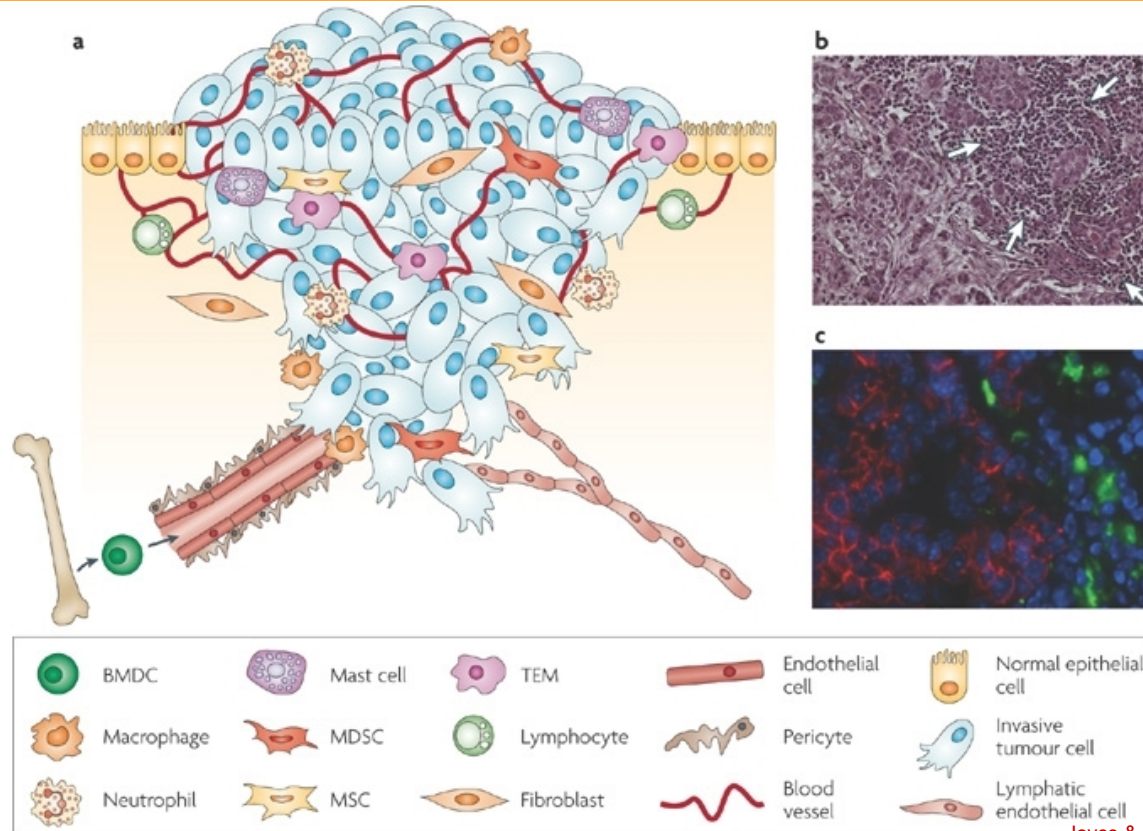 a
b
c
BMDC
Mast cell
TEM
Endothelial
cell
Normal epithelial
cell
Macrophage
MDSC
Lymphocyte
Pericyte
Invasive
tumour cell
Neutrophil
MSC
Fibroblast
Blood
vessel
Lymphatic
endothelial cell